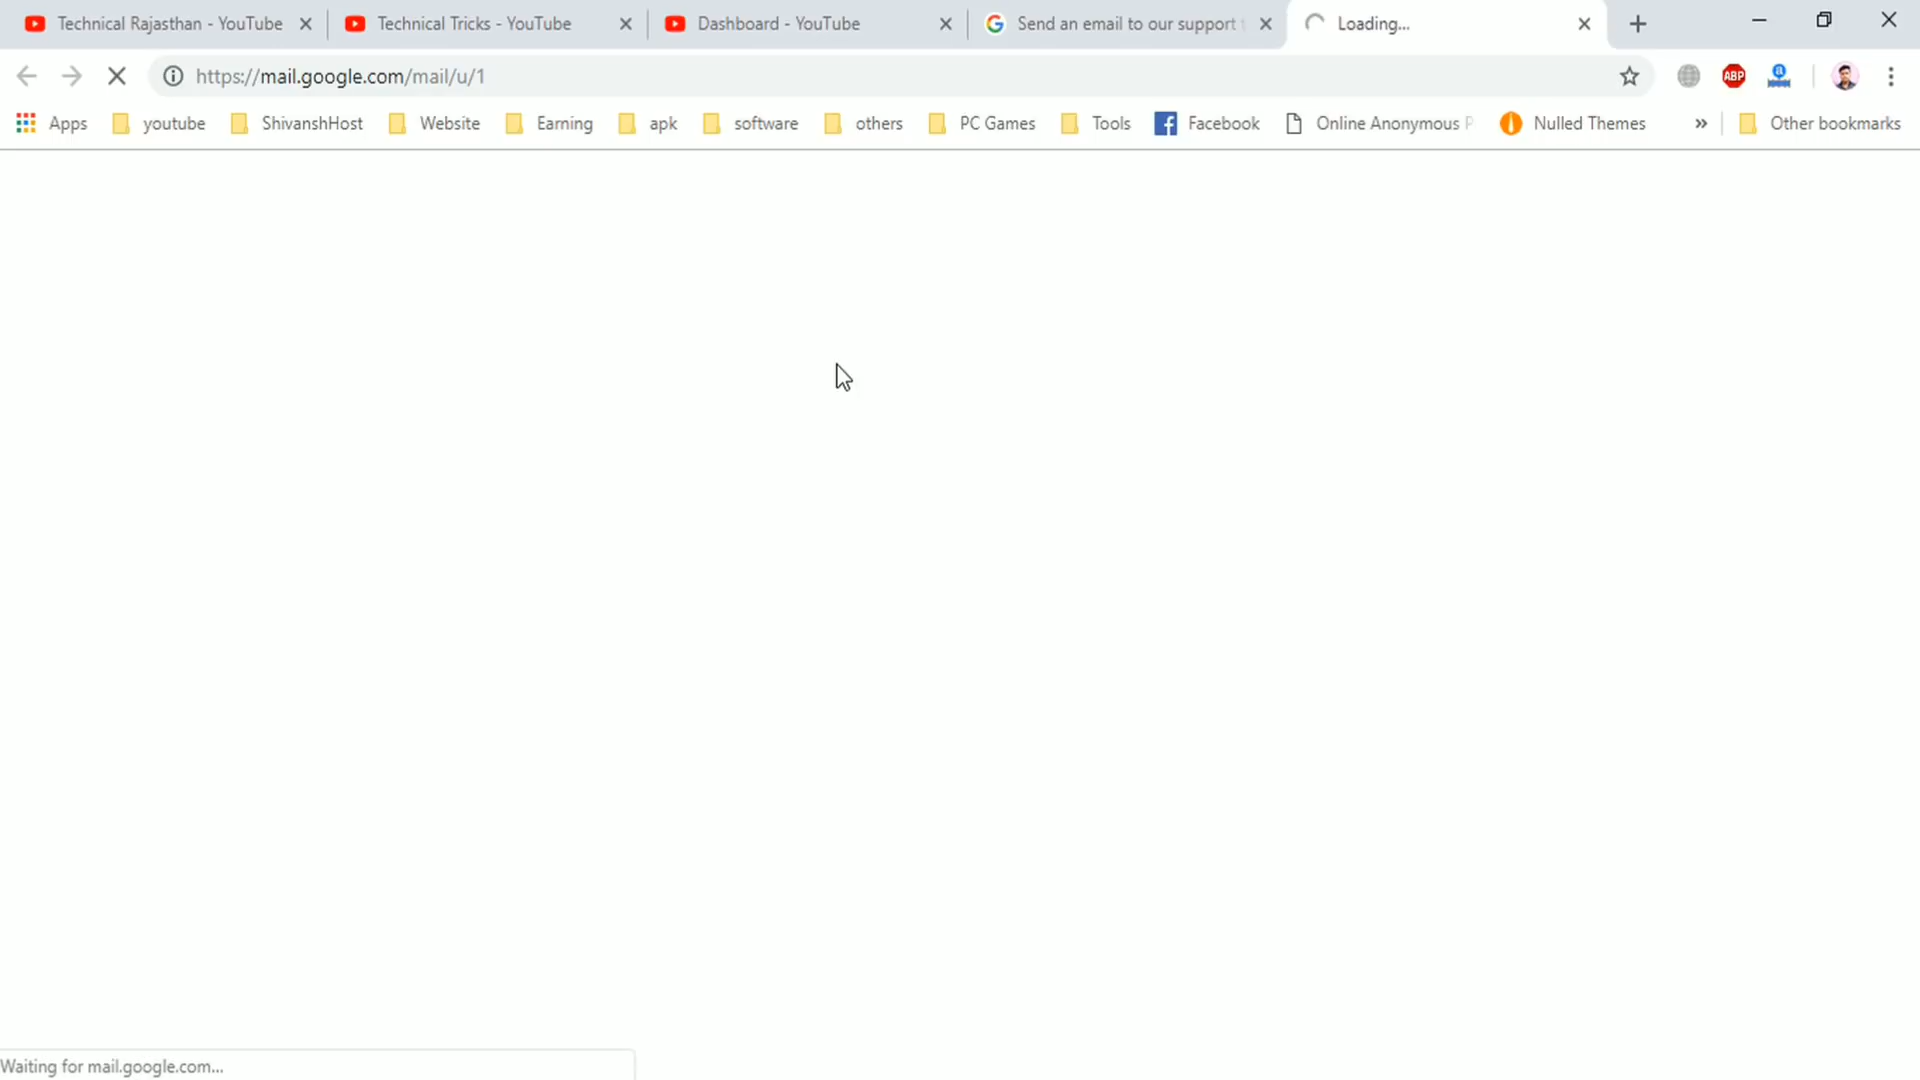 Technical Rajasthan - YouTube
Technical Tricks - YouTube
Dashboard - YouTube
Send an email to our support
Loading...
https://mail.google.com/mail/u/1
ABP
a
Apps
youtube
ShivanshHost
Website
Earning
apk
software
others
PC Games
Tools
Facebook
Online Anonymous P
Nulled Themes
»
Other bookmarks
Waiting for mail.google.com...